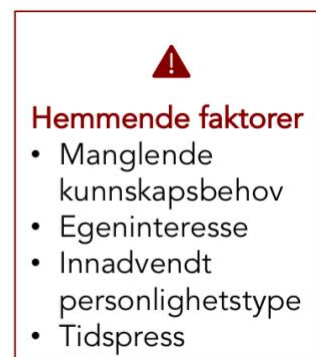 Hemmende faktorer
• Manglende
kunnskapsbehov
• Egeninteresse
• Innadvendt
personlighetstype
• Tidspress